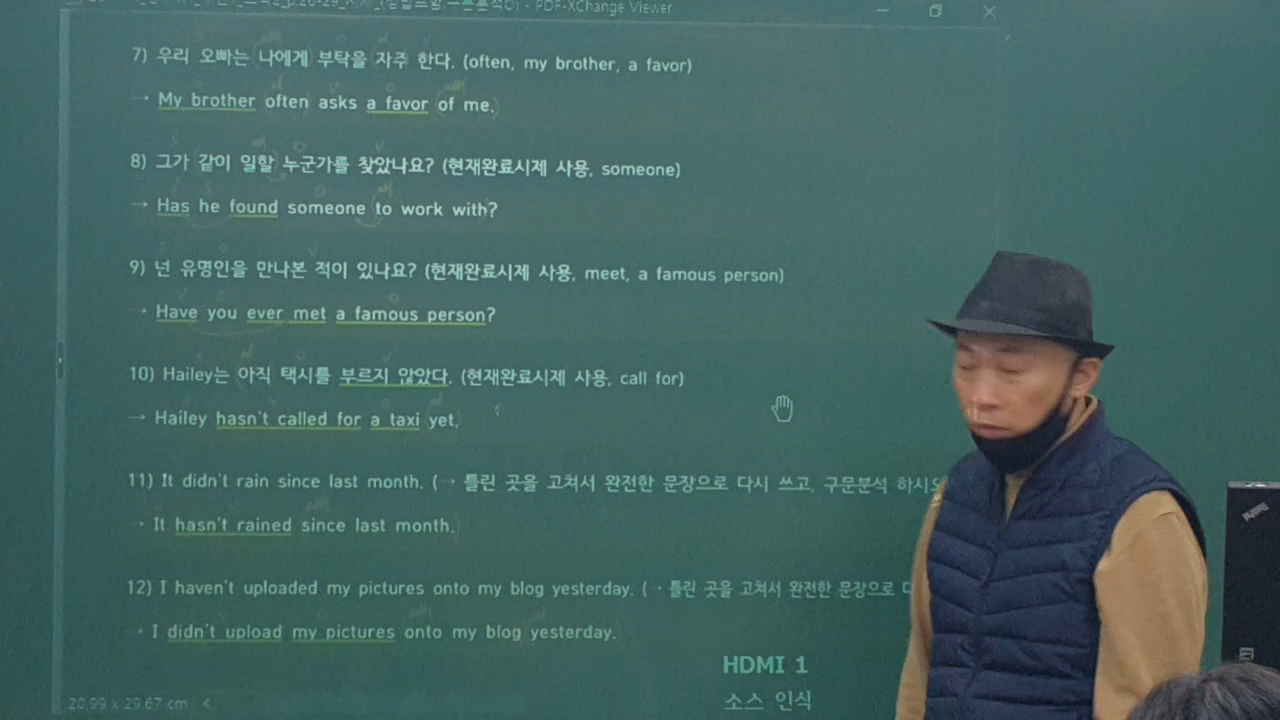 PDF-XChange Viewer
7) 우리 오빠는 나에게 부탁을 자주 한다. (often, my brother, a favor)
→ My brother often asks a favor of me.
8) 그가 같이 일할 누군가를 찾았나요? (현재완료시제 사용, someone)
→ Has he found someone to work with?
9) 넌 유명인을 만나본 적이 있나요? (현재완료시제 사용, meet, a famous person)
→ Have you ever met a famous person?
10) Hailey는 아직 택시를 부르지 않았다. (현재완료시제 사용, call for)
→ Hailey hasn't called for a taxi yet.
11) It didn't rain since last month. (→ 틀린 곳을 고쳐서 완전한 문장으로 다시 쓰고, 구문분석 하시오
→ It hasn't rained since last month.
12) I haven't uploaded my pictures onto my blog yesterday. (→ 틀린 곳을 고쳐서 완전한 문장으로
→ I didn't upload my pictures onto my blog yesterday.
HDMI 1
소스 인식
20.99 x 29.67 cm